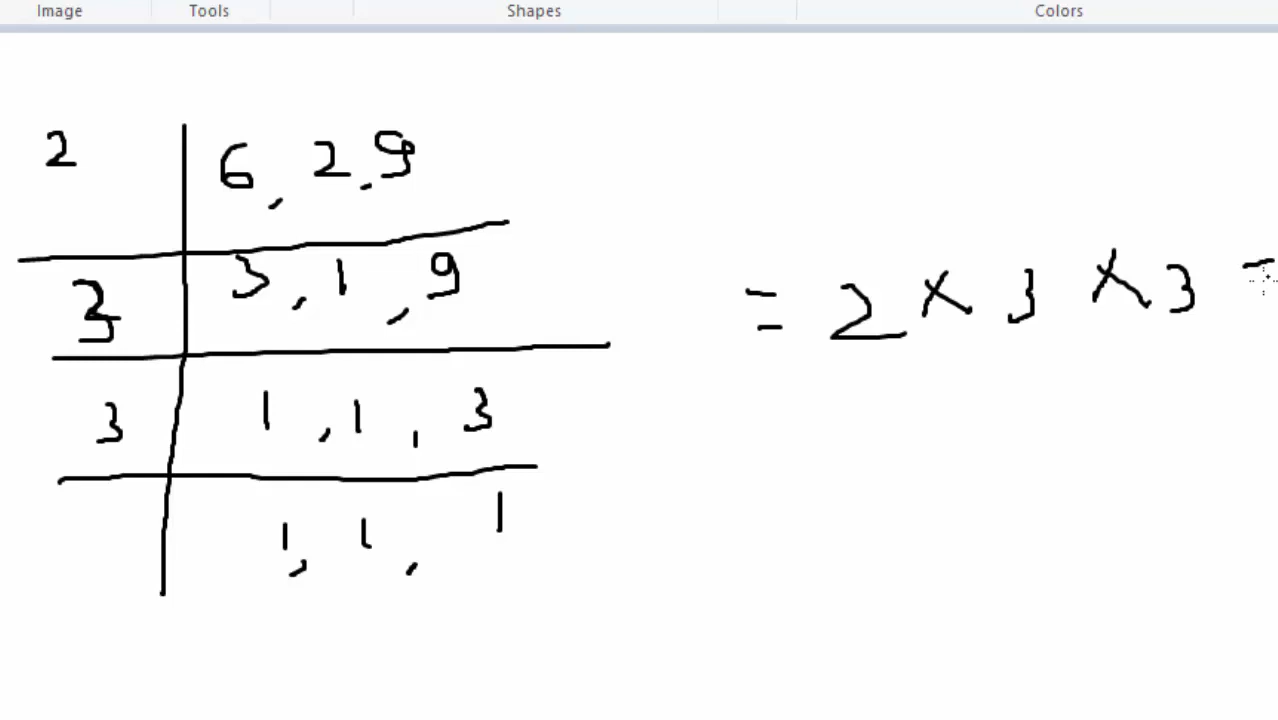 Image Tools Shapes Colors
2 6, 2, 9
3 3, 1, 9
= 2 × 3 × 3 =
3 1, 1, 3
1, 1, 1